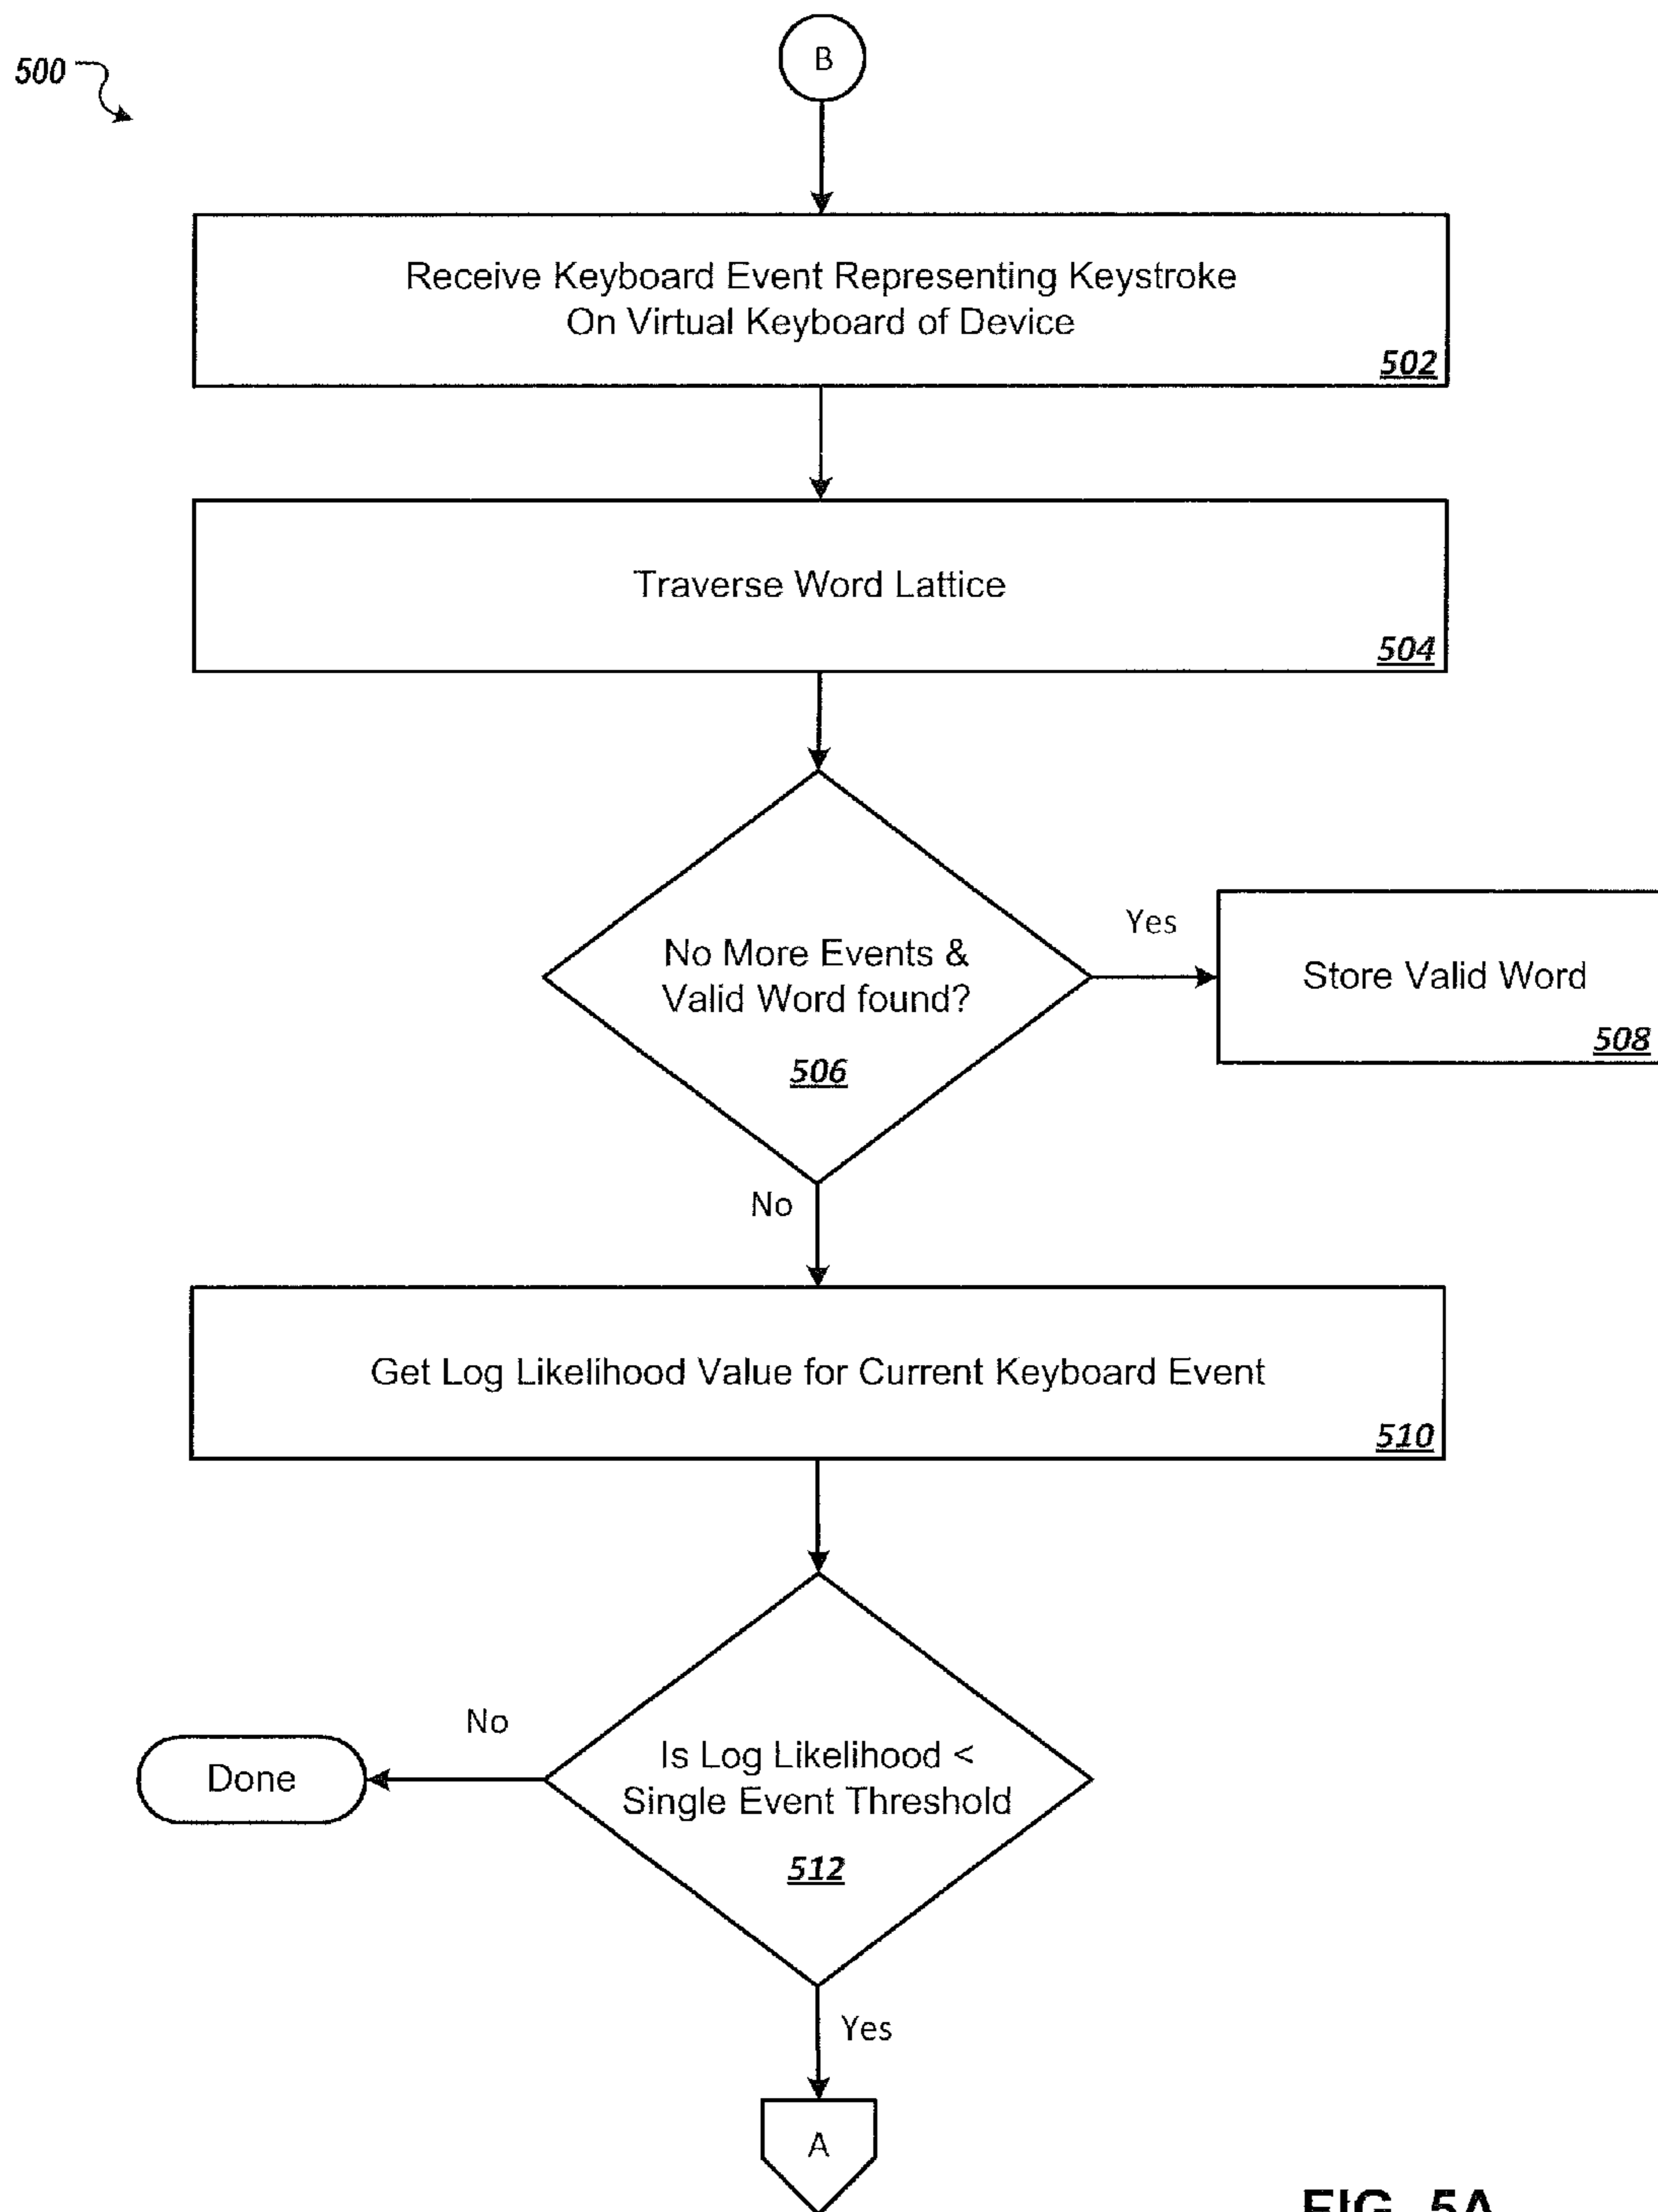 500
B
Receive Keyboard Event Representing Keystroke
On Virtual Keyboard of Device
502
Traverse Word Lattice
504
No More Events &
Valid Word found?
506
Yes
Store Valid Word
508
No
Get Log Likelihood Value for Current Keyboard Event
510
No
Done
Is Log Likelihood <
Single Event Threshold
512
Yes
A
FIG. 5A